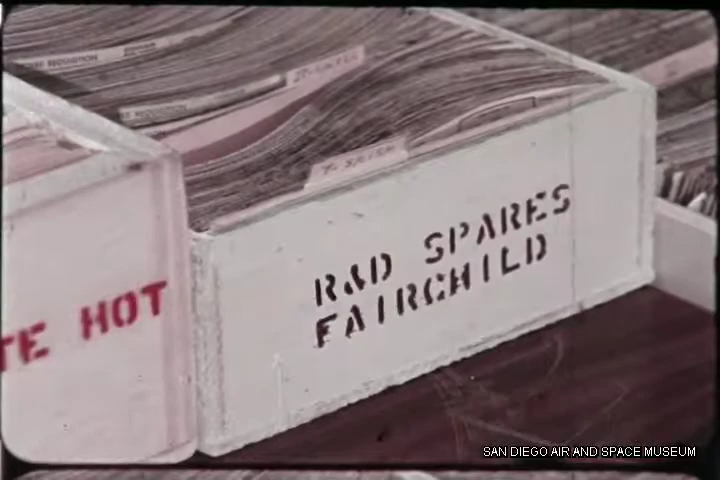 R&D SPARES
FAIRCHILD
TE HOT
SAN DIEGO AIR AND SPACE MUSEUM